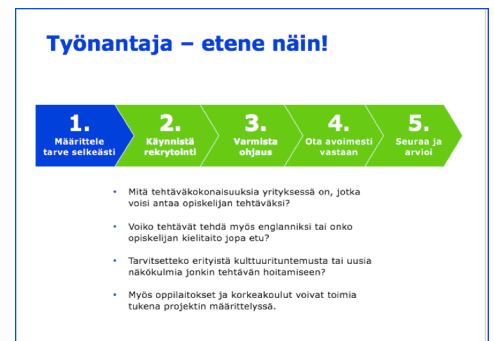 Työnantaja – etene näin!
1.
Määrittele
tarve selkeästi
2.
Käynnistä
rekrytointi
3.
Varmista
ohjaus
4.
Ota avoimesti
vastaan
5.
Seuraa ja
arvioi
• Mitä tehtäväkokonaisuuksia yrityksessä on, jotka
voisi antaa opiskelijan tehtäväksi?
• Voiko tehtävät tehdä myös englanniksi tai onko
opiskelijan kielitaito jopa etu?
• Tarvitsetteko erityistä kulttuurituntemusta tai uusia
näkökulmia jonkin tehtävän hoitamiseen?
• Myös oppilaitokset ja korkeakoulut voivat toimia
tukena projektin määrittelyssä.